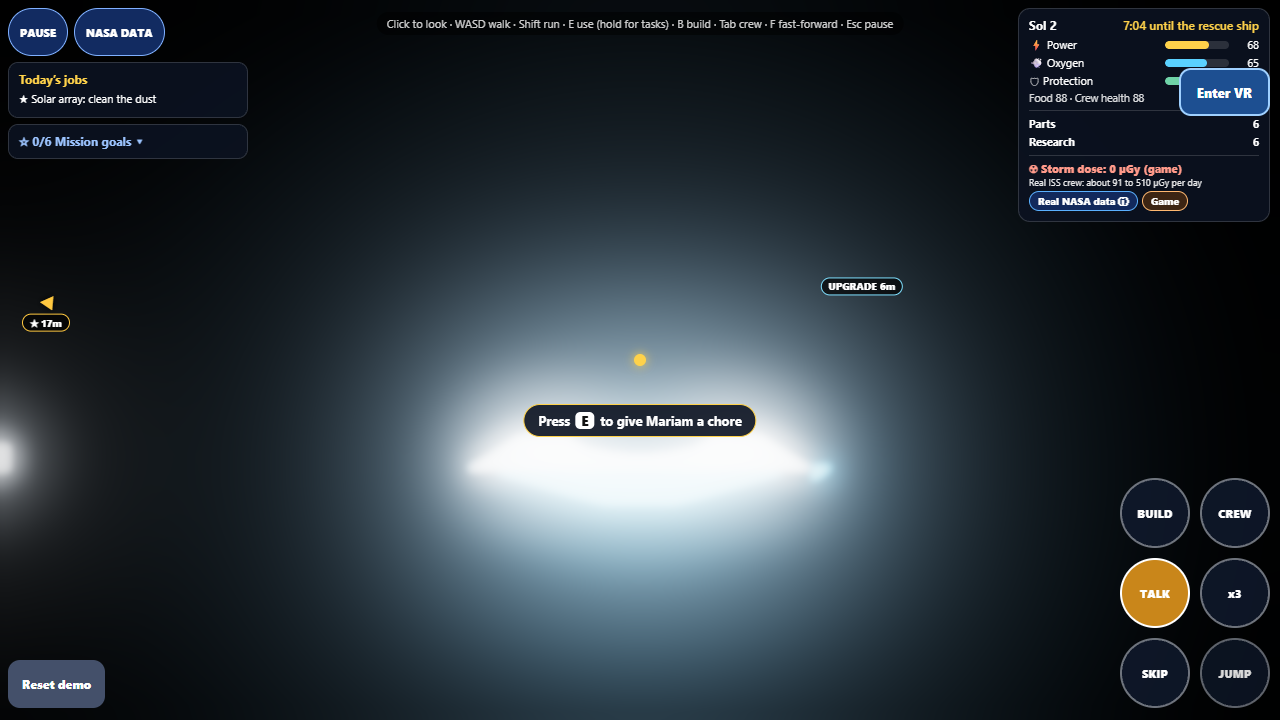 PAUSE
NASA DATA
Click to look · WASD walk · Shift run · E use (hold for tasks) · B build · Tab crew · F fast-forward · Esc pause
Sol 2
7:04 until the rescue ship
Power
68
Oxygen
65
Protection
Enter VR
Food 88 · Crew health 88
Parts
6
Research
6
Storm dose: 0 µGy (game)
Real ISS crew: about 91 to 510 µGy per day
Real NASA data
Game
Today's jobs
★ Solar array: clean the dust
☆ 0/6 Mission goals ▾
UPGRADE 6m
★ 17m
Press E to give Mariam a chore
BUILD
CREW
TALK
x3
SKIP
JUMP
Reset demo